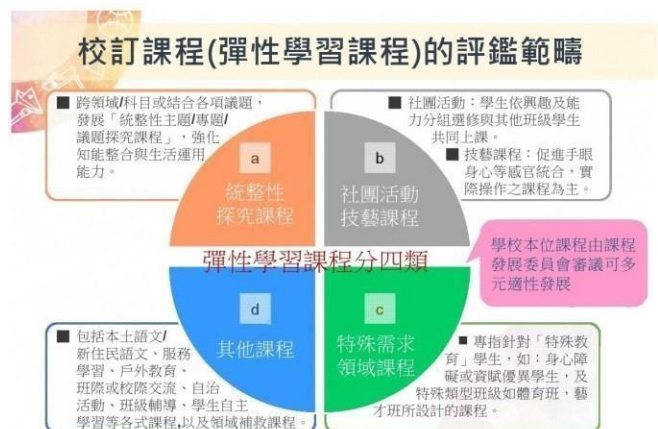 校訂課程(彈性學習課程)的評鑑範疇
■ 跨領域/科目或結合各項議題，
發展「統整性主題/專題/
議題探究課程」，強化
知能整合與生活運用
能力。
a
統整性
探究課程
■ 社團活動：學生依興趣及能
力分組選修與其他班級學生
共同上課。
■ 技藝課程：促進手眼
身心等感官統合，實
際操作之課程為主。
b
社團活動
技藝課程
彈性學習課程分四類
學校本位課程由課程
發展委員會審議可多
元適性發展
d
其他課程
■ 包括本土語文/
新住民語文、服務
學習、戶外教育、
班際或校際交流、自治
活動、班級輔導、學生自主
學習等各式課程,以及領域補救課程。
c
特殊需求
領域課程
■ 專指針對「特殊教
育」學生，如：身心障
礙或資賦優異學生，及
特殊類型班級如體育班，藝
才班所設計的課程。